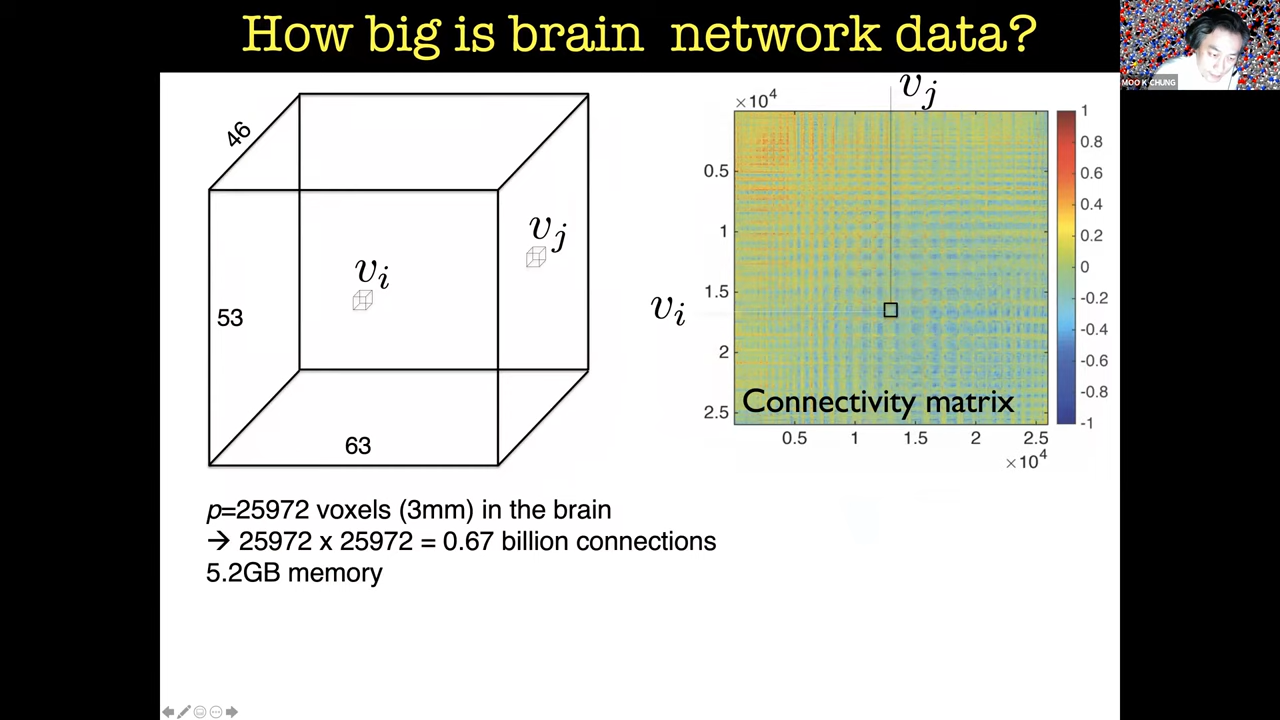 How big is brain network data?
MOO K CHUNG
46
53
63
v_i
v_j
v_j
v_i
×10^4
0.5
1
1.5
2
2.5
Connectivity matrix
0.5 1 1.5 2 2.5
×10^4
1
0.8
0.6
0.4
0.2
0
-0.2
-0.4
-0.6
-0.8
-1
p=25972 voxels (3mm) in the brain
→ 25972 x 25972 = 0.67 billion connections
5.2GB memory